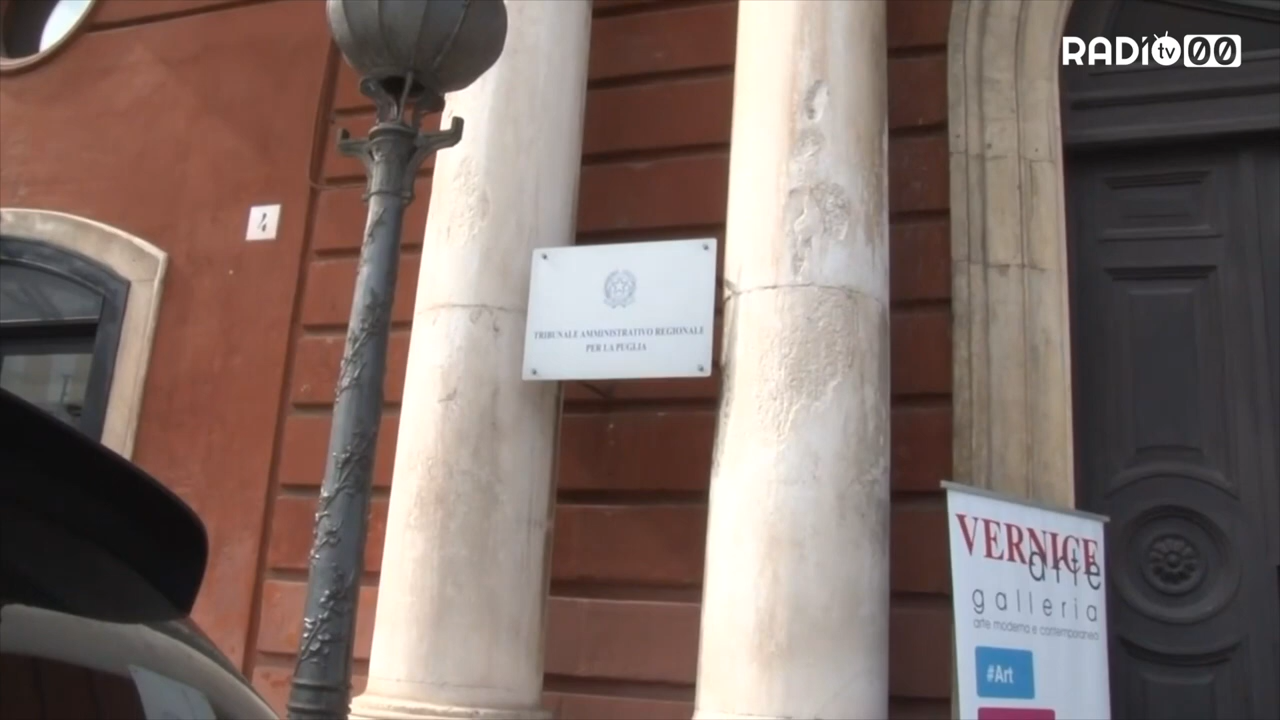 RADIO tv 00
4
TRIBUNALE AMMINISTRATIVO REGIONALE
PER LA PUGLIA
VERNICE
arte
galleria
arte moderna e contemporanea
#Art